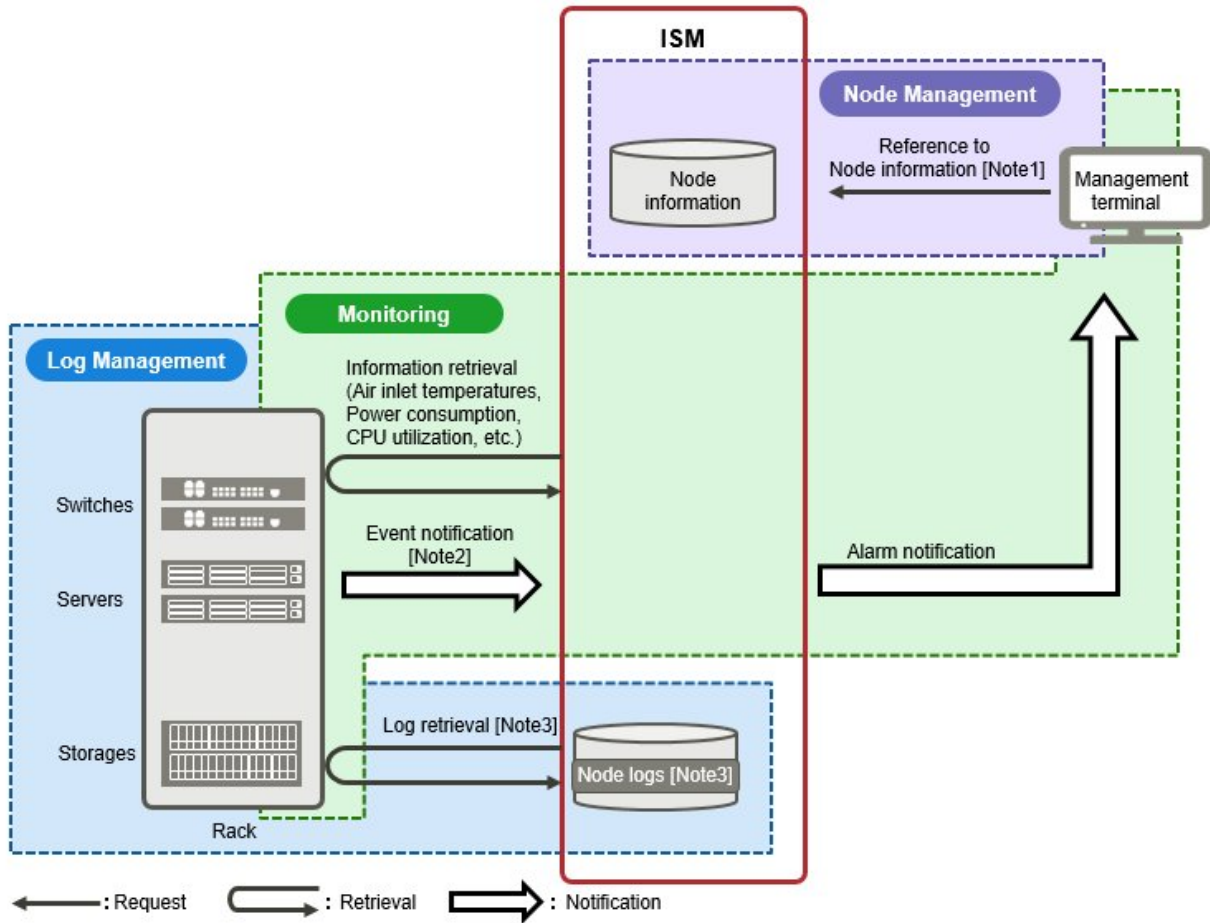 ISM
Node Management
Reference to
Node information [Note1]
Node
information
Management
terminal
Monitoring
Log Management
Information retrieval
(Air inlet temperatures,
Power consumption,
CPU utilization, etc.)
Switches
Event notification
[Note2]
Alarm notification
Servers
Log retrieval [Note3]
Storages
Node logs [Note3]
Rack
: Request
: Retrieval
: Notification